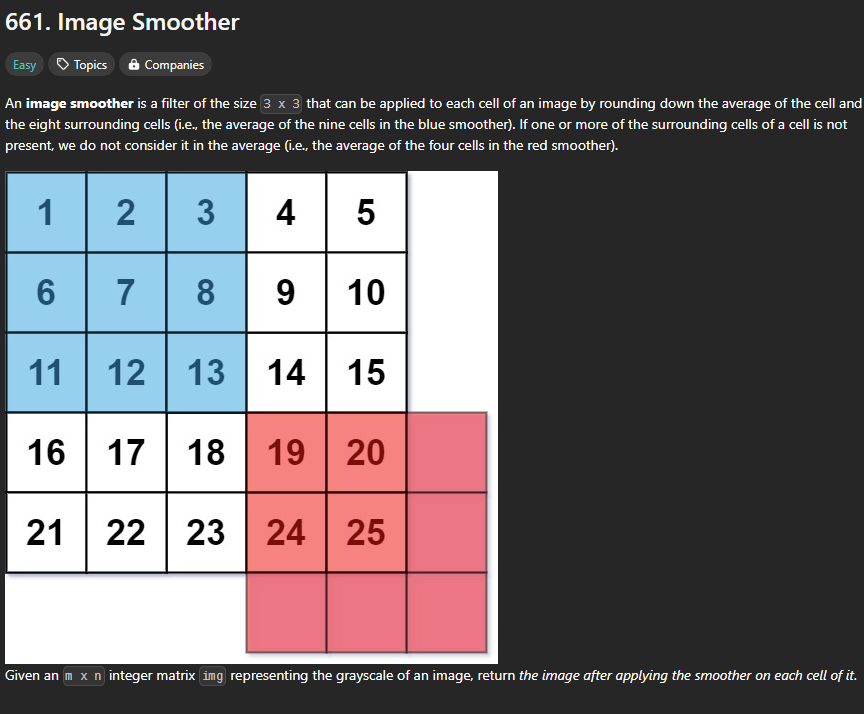 661. Image Smoother
Easy Topics Companies
An image smoother is a filter of the size 3 x 3 that can be applied to each cell of an image by rounding down the average of the cell and
the eight surrounding cells (i.e., the average of the nine cells in the blue smoother). If one or more of the surrounding cells of a cell is not
present, we do not consider it in the average (i.e., the average of the four cells in the red smoother).
1 2 3 4 5
6 7 8 9 10
11 12 13 14 15
16 17 18 19 20
21 22 23 24 25
Given an m x n integer matrix img representing the grayscale of an image, return the image after applying the smoother on each cell of it.